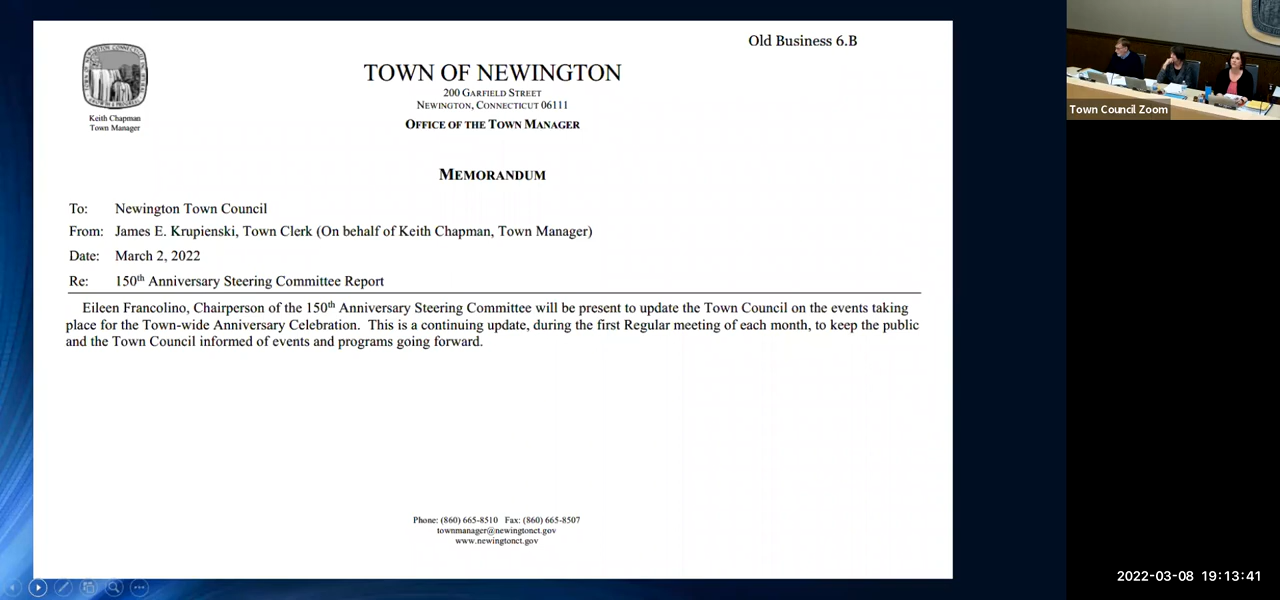 Old Business 6.B
TOWN OF NEWINGTON
200 GARFIELD STREET
NEWINGTON, CONNECTICUT 06111
OFFICE OF THE TOWN MANAGER
Keith Chapman
Town Manager
MEMORANDUM
To: Newington Town Council
From: James E. Krupienski, Town Clerk (On behalf of Keith Chapman, Town Manager)
Date: March 2, 2022
Re: 150th Anniversary Steering Committee Report
Eileen Francolino, Chairperson of the 150th Anniversary Steering Committee will be present to update the Town Council on the events taking
place for the Town-wide Anniversary Celebration. This is a continuing update, during the first Regular meeting of each month, to keep the public
and the Town Council informed of events and programs going forward.
Phone: (860) 665-8510 Fax: (860) 665-8507
townmanager@newingtonct.gov
www.newingtonct.gov
Town Council Zoom
2022-03-08 19:13:41